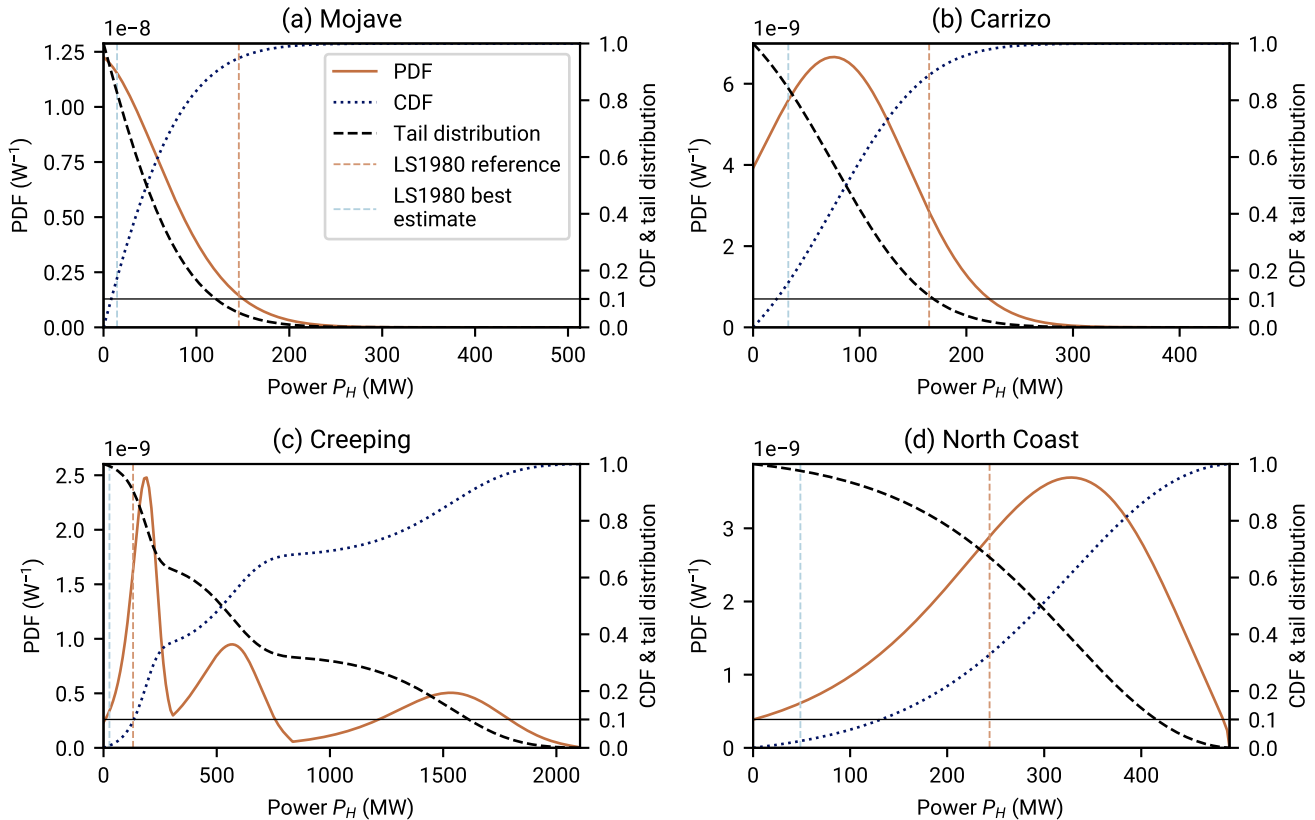 (a) Mojave
1e−8
1.25
1.00
0.75
0.50
0.25
0.00
PDF (W⁻¹)
PDF
CDF
Tail distribution
LS1980 reference
LS1980 best
estimate
1.0
0.8
0.6
0.4
0.2
0.1
0.0
CDF & tail distribution
0 100 200 300 400 500
Power P_H (MW)
(b) Carrizo
1e−9
6
4
2
0
PDF (W⁻¹)
1.0
0.8
0.6
0.4
0.2
0.1
0.0
CDF & tail distribution
0 100 200 300 400
Power P_H (MW)
(c) Creeping
1e−9
2.5
2.0
1.5
1.0
0.5
0.0
PDF (W⁻¹)
1.0
0.8
0.6
0.4
0.2
0.1
0.0
CDF & tail distribution
0 500 1000 1500 2000
Power P_H (MW)
(d) North Coast
1e−9
3
2
1
0
PDF (W⁻¹)
1.0
0.8
0.6
0.4
0.2
0.1
0.0
CDF & tail distribution
0 100 200 300 400
Power P_H (MW)